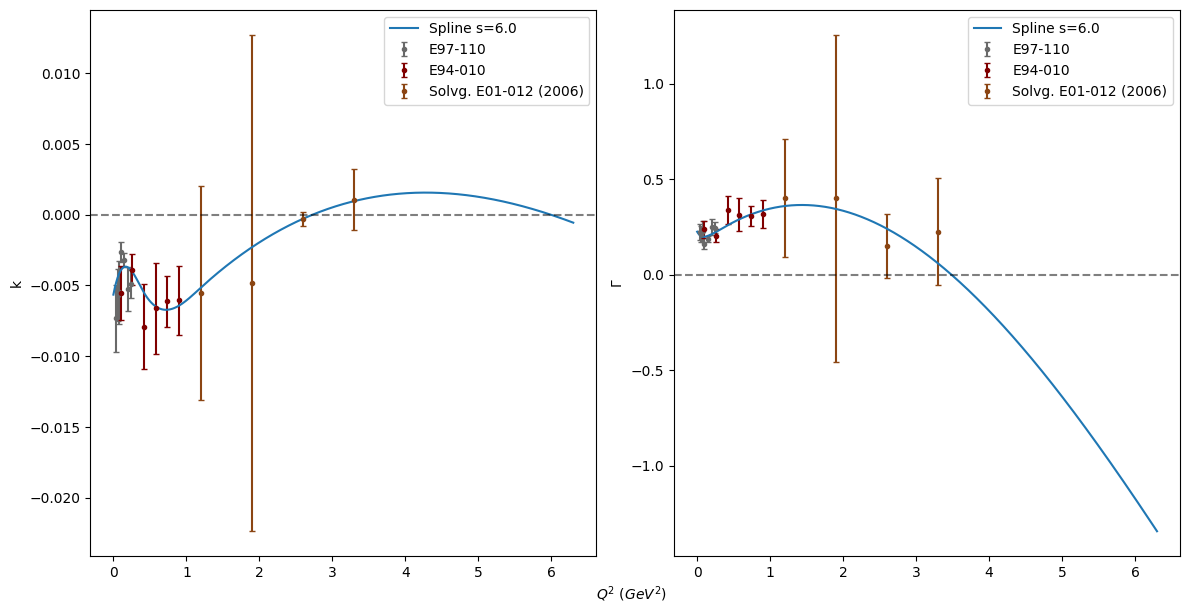 Spline s=6.0
E97-110
E94-010
Solvg. E01-012 (2006)
0.010
0.005
0.000
−0.005
−0.010
−0.015
−0.020
k
0
1
2
3
4
5
6
Spline s=6.0
E97-110
E94-010
Solvg. E01-012 (2006)
1.0
0.5
0.0
−0.5
−1.0
Γ
0
1
2
3
4
5
6
Q² (GeV²)